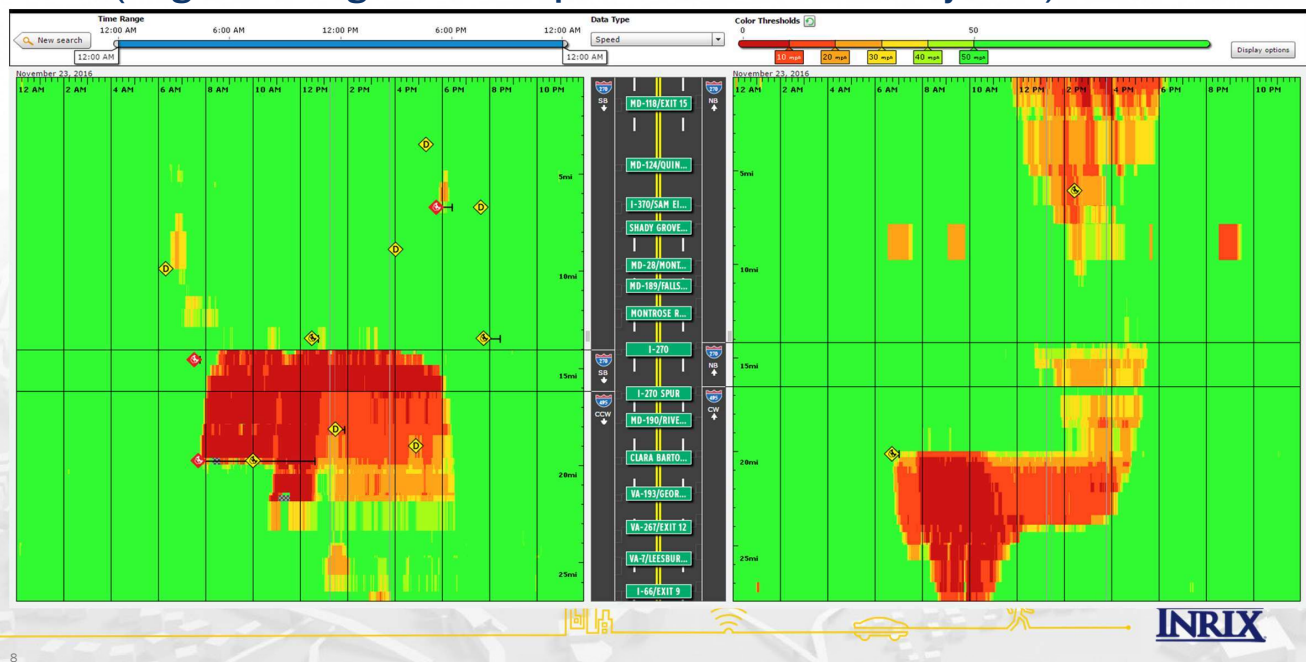 Time Range
12:00 AM 6:00 AM 12:00 PM 6:00 PM 12:00 AM
New search
12:00 AM 12:00 AM
Data Type
Speed
Color Thresholds
0 50
10 mph 20 mph 30 mph 40 mph 50 mph
Display options
November 23, 2016
12 AM 2 AM 4 AM 6 AM 8 AM 10 AM 12 PM 2 PM 4 PM 6 PM 8 PM 10 PM
D
D
D
D
D
D
5mi
10mi
15mi
20mi
25mi
270 270
SB NB
MD-118/EXIT 15
MD-124/QUIN...
I-370/SAM EI...
SHADY GROVE...
MD-28/MONT...
MD-189/FALLS...
MONTROSE R...
I-270
270 270
SB NB
I-270 SPUR
495 495
CCW CW
MD-190/RIVE...
CLARA BARTO...
VA-193/GEOR...
VA-267/EXIT 12
VA-7/LEESBUR...
I-66/EXIT 9
November 23, 2016
12 AM 2 AM 4 AM 6 AM 8 AM 10 AM 12 PM 2 PM 4 PM 6 PM 8 PM 10 PM
5mi
10mi
15mi
20mi
25mi
INRIX
8